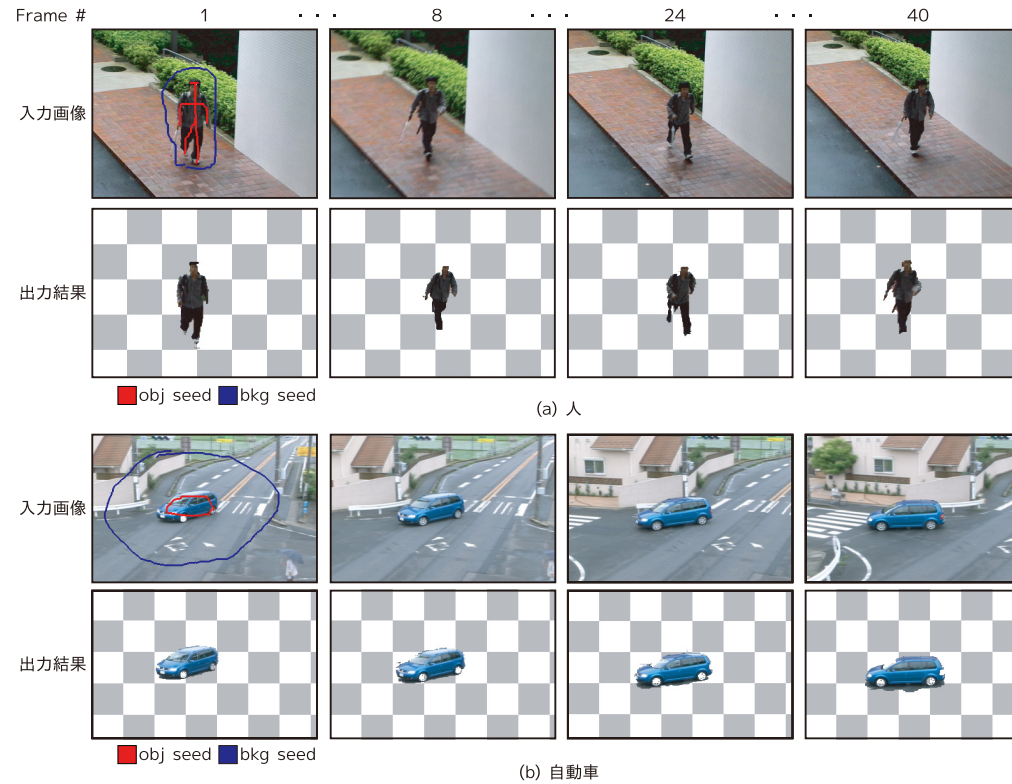 Frame # 1 ・・・ 8 ・・・ 24 ・・・ 40
入力画像
出力結果
obj seed bkg seed
(a) 人
入力画像
出力結果
obj seed bkg seed
(b) 自動車